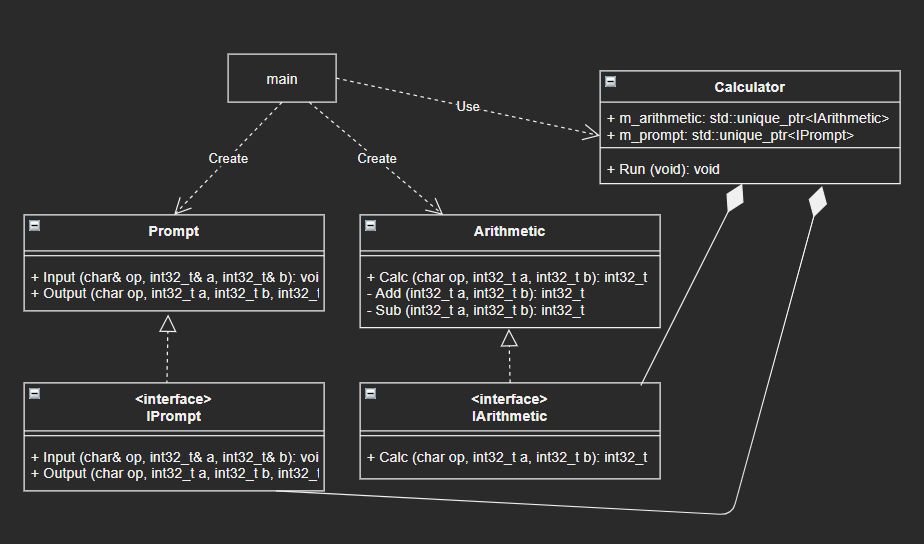 main
Use
Create
Create
Calculator
+ m_arithmetic: std::unique_ptr<IArithmetic>
+ m_prompt: std::unique_ptr<IPrompt>
+ Run (void): void
Prompt
+ Input (char& op, int32_t& a, int32_t& b): voi
+ Output (char op, int32_t a, int32_t b, int32_t
Arithmetic
+ Calc (char op, int32_t a, int32_t b): int32_t
- Add (int32_t a, int32_t b): int32_t
- Sub (int32_t a, int32_t b): int32_t
<interface>
IPrompt
+ Input (char& op, int32_t& a, int32_t& b): voi
+ Output (char op, int32_t a, int32_t b, int32_t
<interface>
IArithmetic
+ Calc (char op, int32_t a, int32_t b): int32_t